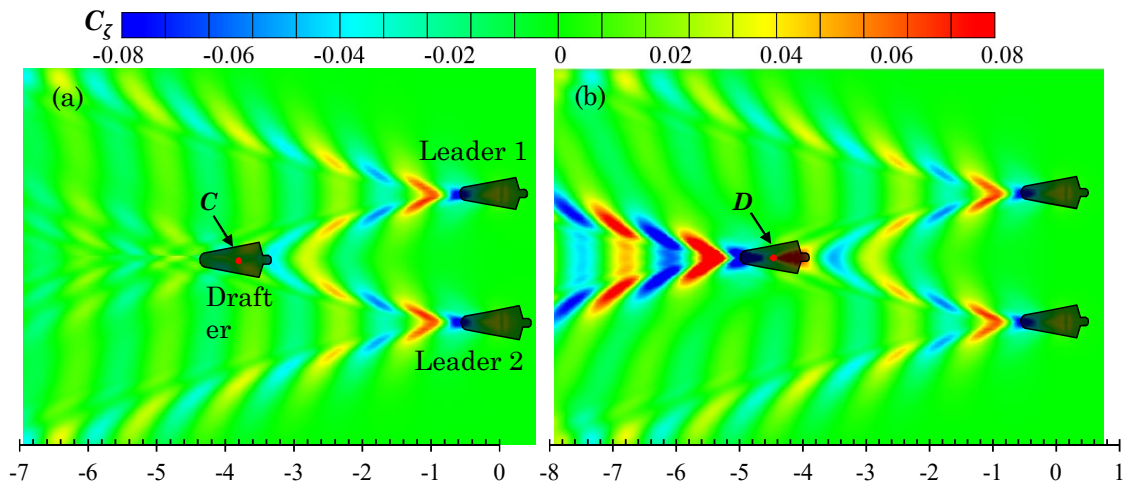 Cζ
-0.08 -0.06 -0.04 -0.02 0 0.02 0.04 0.06 0.08
(a) (b)
Leader 1
C D
Draft
er
Leader 2
-7 -6 -5 -4 -3 -2 -1 0 -8 -7 -6 -5 -4 -3 -2 -1 0 1